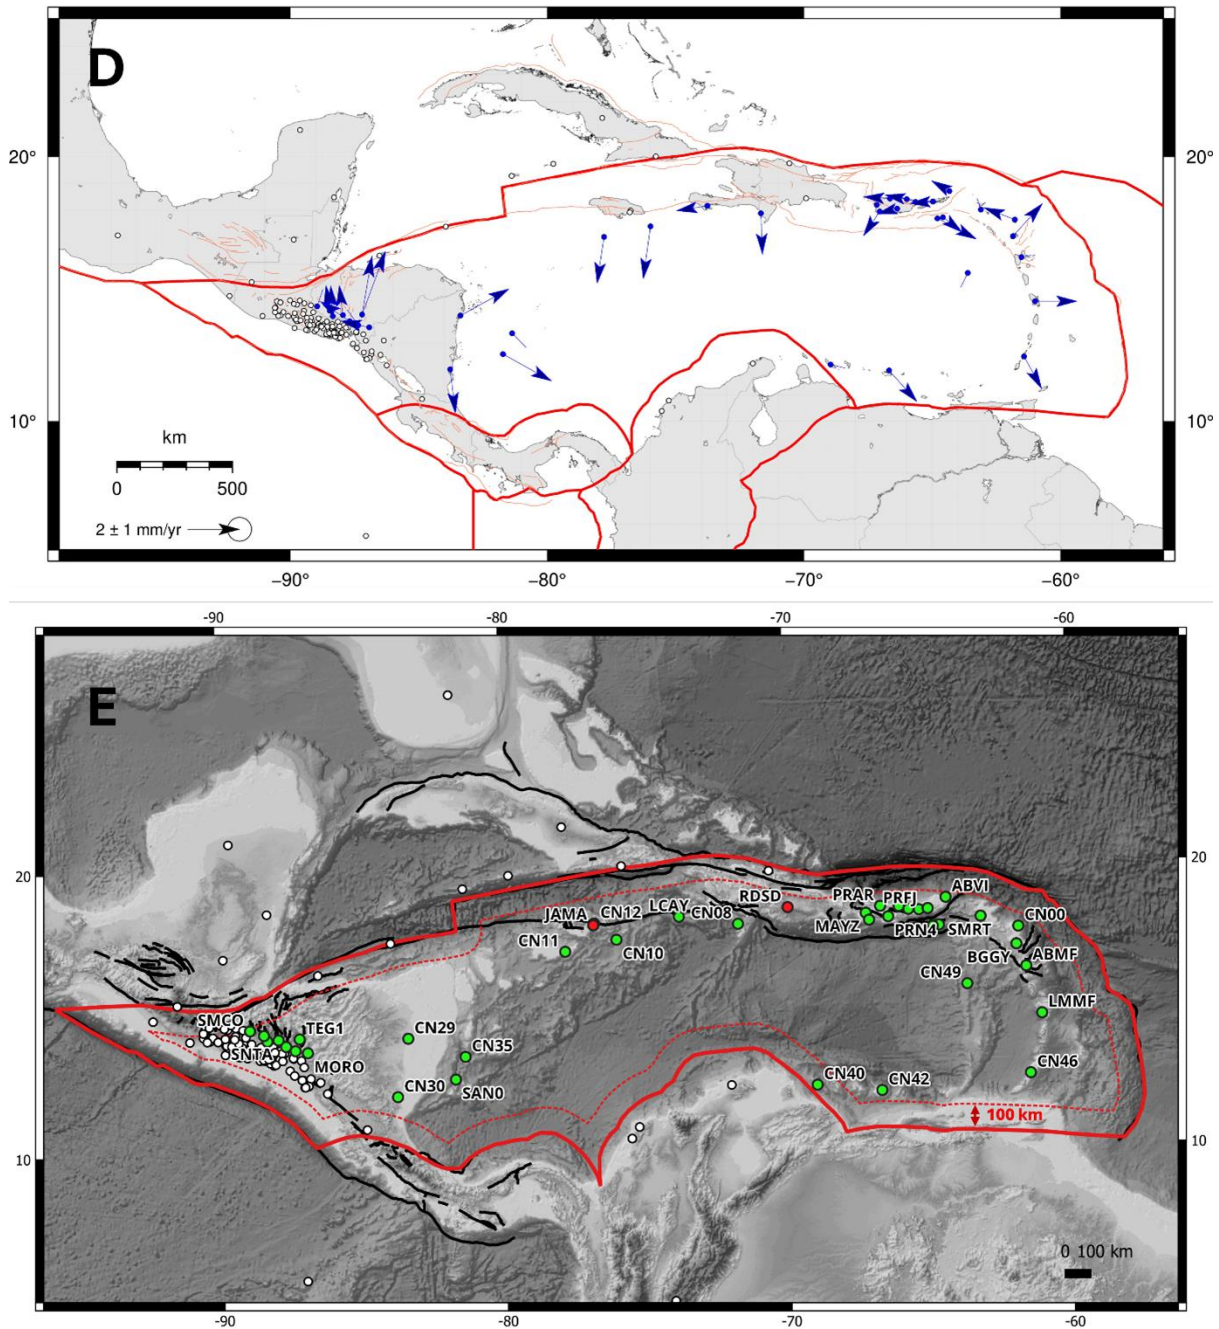 D
20°
20°
10°
10°
km
0 500
2 ± 1 mm/yr
−90° −80° −70° −60°
-90 -80 -70 -60
E
20
20
10
10
ABVI
PRAR PRFJ
RDSD
LCAY
JAMA CN12 CN08
CN00
MAYZ PRN4 SMRT
CN11 CN10
BGGY ABMF
CN49
LMMF
SMCO TEG1
CN29
SNTA
CN35
MORO
CN30 SAN0
CN40 CN42
CN46
100 km
0 100 km
-90 -80 -70 -60